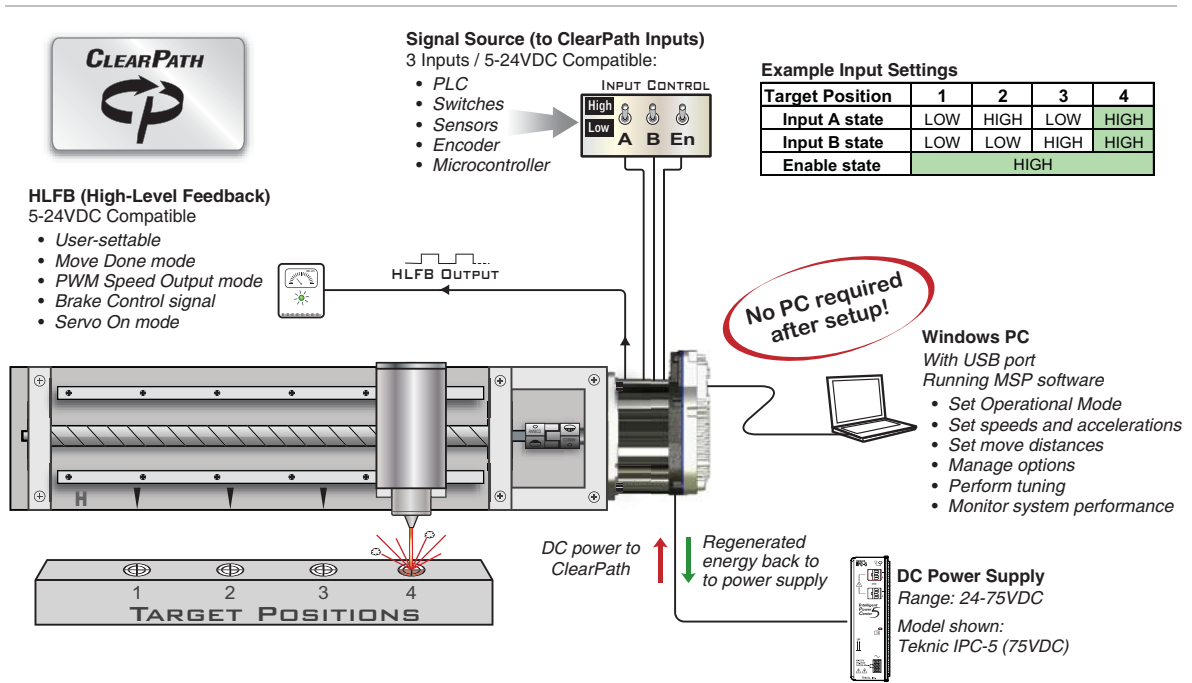 CLEARPATH
Signal Source (to ClearPath Inputs)
3 Inputs / 5-24VDC Compatible:
• PLC
• Switches
• Sensors
• Encoder
• Microcontroller
INPUT CONTROL
High
Low
A B En
Example Input Settings
Target Position 1 2 3 4
Input A state LOW HIGH LOW HIGH
Input B state LOW LOW HIGH HIGH
Enable state HIGH
HLFB (High-Level Feedback)
5-24VDC Compatible
• User-settable
• Move Done mode
• PWM Speed Output mode
• Brake Control signal
• Servo On mode
HLFB OUTPUT
No PC required
after setup!
Windows PC
With USB port
Running MSP software
• Set Operational Mode
• Set speeds and accelerations
• Set move distances
• Manage options
• Perform tuning
• Monitor system performance
H
1 2 3 4
TARGET POSITIONS
DC power to
ClearPath
Regenerated
energy back to
to power supply
Intelligent
Power
Center 5
DC Power Supply
Range: 24-75VDC
Model shown:
Teknic IPC-5 (75VDC)